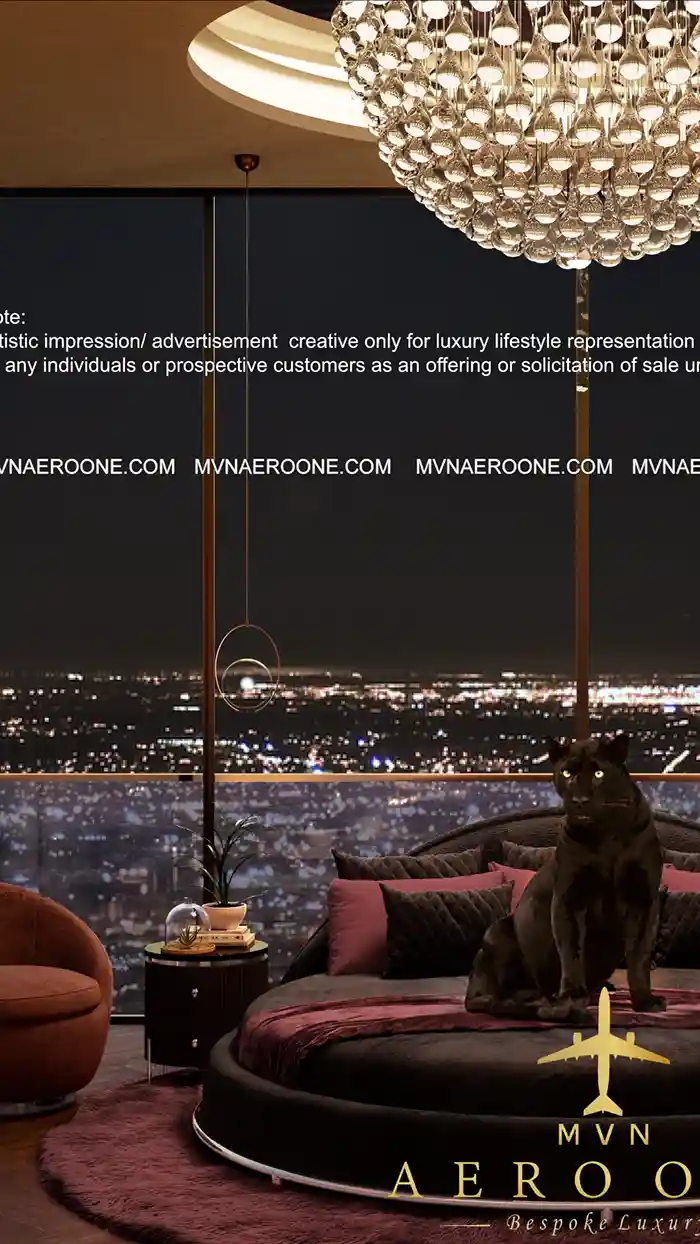 ote:
tistic impression/ advertisement creative only for luxury lifestyle representation
any individuals or prospective customers as an offering or solicitation of sale ur
VNAEROONE.COM MVNAEROONE.COM MVNAEROONE.COM MVNAE
MVN
AERO O
Bespoke Luxur